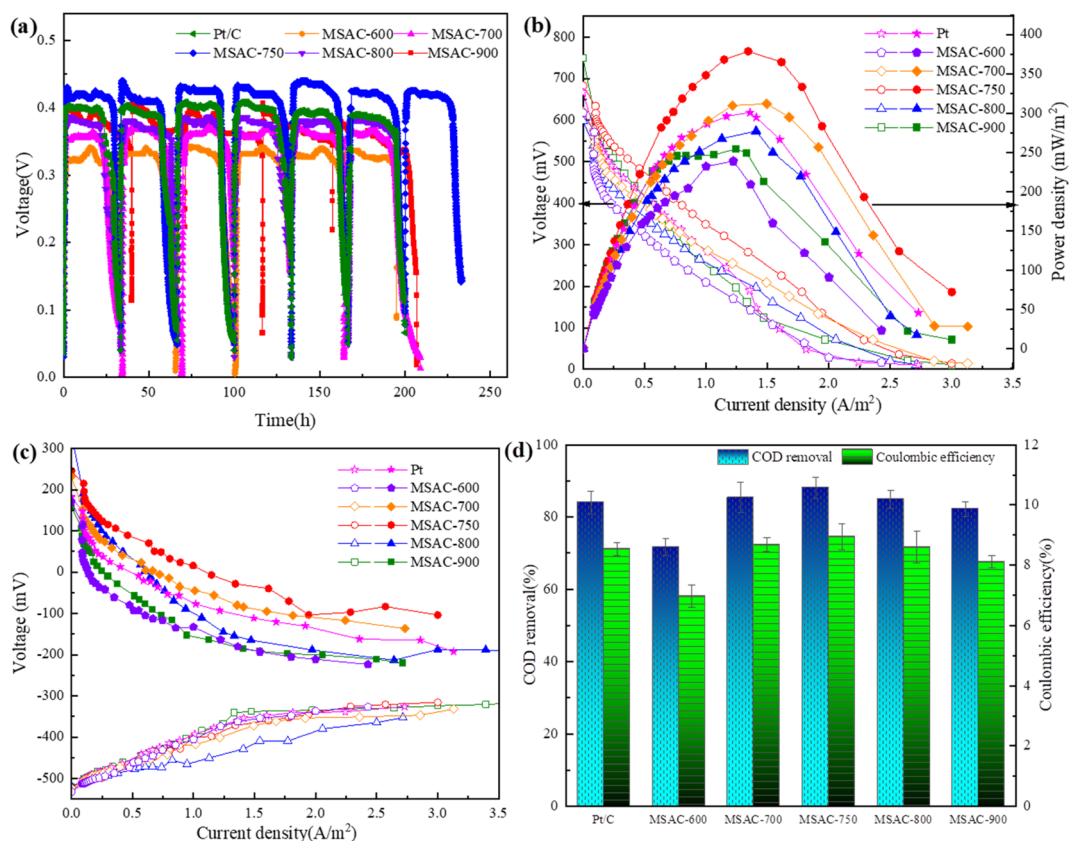 (a)
Pt/C MSAC-600 MSAC-700
MSAC-750 MSAC-800 MSAC-900
0.5
0.4
0.3
0.2
0.1
0.0
Voltage(V)
0 50 100 150 200 250
Time(h)
(b)
Pt
MSAC-600
MSAC-700
MSAC-750
MSAC-800
MSAC-900
800
700
600
500
400
300
200
100
0
Voltage (mV)
400
350
300
250
200
150
100
50
0
Power density (mW/m²)
0.0 0.5 1.0 1.5 2.0 2.5 3.0 3.5
Current density (A/m²)
(c)
Pt
MSAC-600
MSAC-700
MSAC-750
MSAC-800
MSAC-900
300
200
100
0
-100
-200
-300
-400
-500
Voltage (mV)
0.0 0.5 1.0 1.5 2.0 2.5 3.0 3.5
Current density(A/m²)
(d)
COD removal Coulombic efficiency
100
80
60
40
20
0
COD removal(%)
12
10
8
6
4
2
0
Coulombic efficiency(%)
Pt/C MSAC-600 MSAC-700 MSAC-750 MSAC-800 MSAC-900